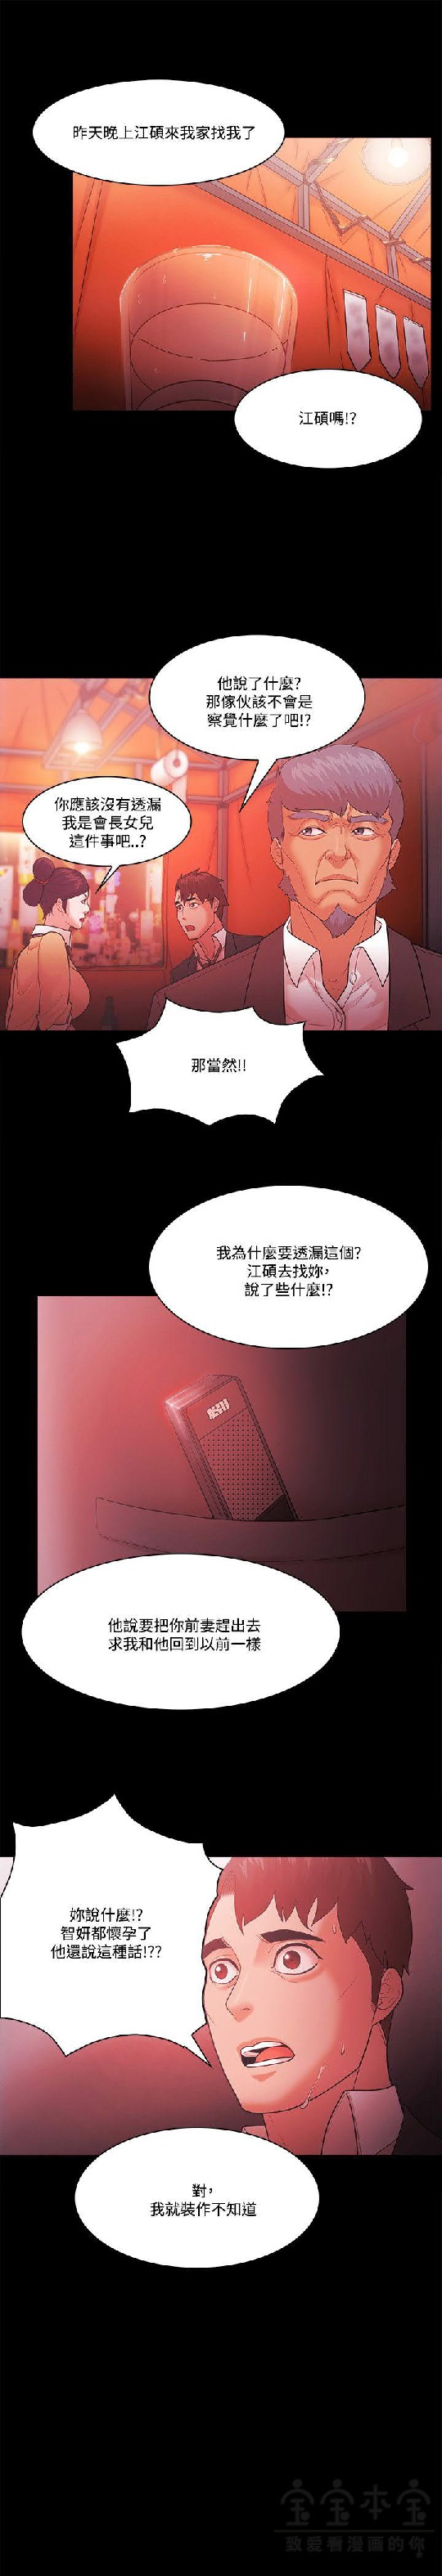 昨天晚上江碩來我家找我了
江碩嗎!?
他說了什麼?
那傢伙該不會是
察覺什麼了吧!?
你應該沒有透漏
我是會長女兒
這件事吧..?
那當然!!
我為什麼要透漏這個?
江碩去找妳,
說了些什麼!?
他說要把你前妻趕出去
求我和他回到以前一樣
妳說什麼!?
智妍都懷孕了
他還說這種話!??
對,
我就裝作不知道
宝宝本宝
致爱看漫画的你